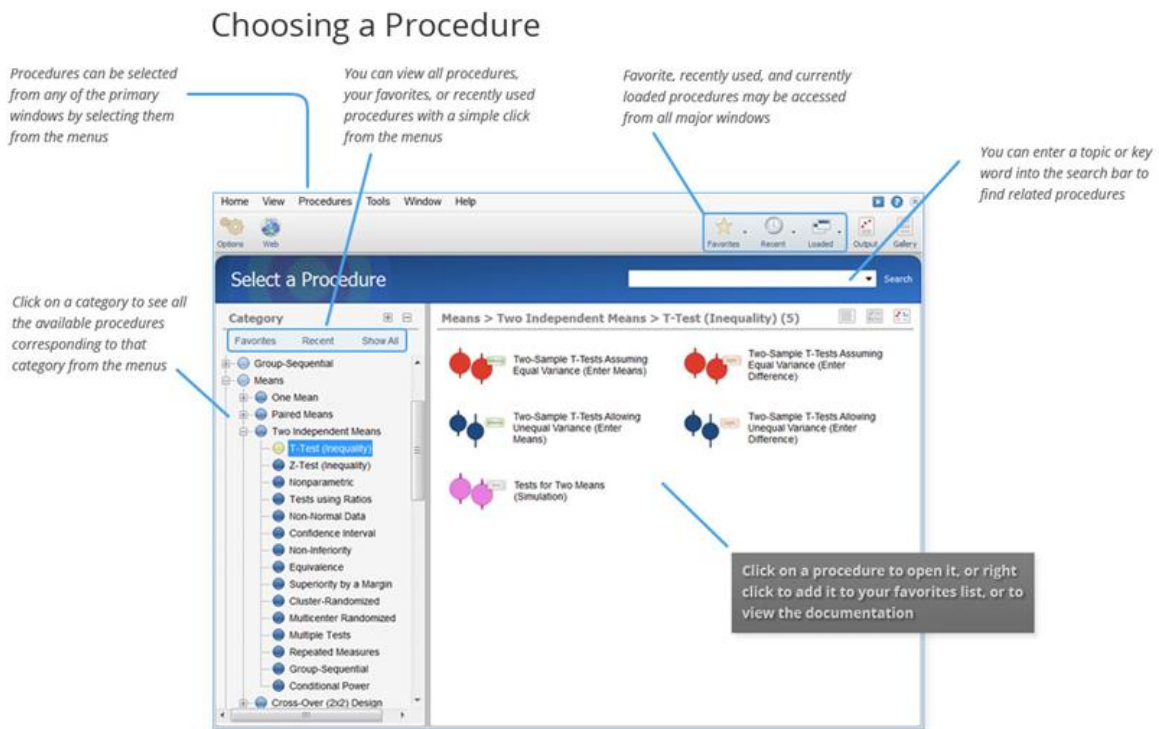 Choosing a Procedure
Procedures can be selected
from any of the primary
windows by selecting them
from the menus
You can view all procedures,
your favorites, or recently used
procedures with a simple click
from the menus
Favorite, recently used, and currently
loaded procedures may be accessed
from all major windows
You can enter a topic or key
word into the search bar to
find related procedures
Home View Procedures Tools Window Help
Options Web Favorites Recent Loaded Output Gallery
Select a Procedure
Search
Click on a category to see all
the available procedures
corresponding to that
category from the menus
Category
Favorites Recent Show All
Group-Sequential
Means
One Mean
Paired Means
Two Independent Means
T-Test (Inequality)
Z-Test (Inequality)
Nonparametric
Tests using Ratios
Non-Normal Data
Confidence Interval
Non-Inferiority
Equivalence
Superiority by a Margin
Cluster-Randomized
Multicenter Randomized
Multiple Tests
Repeated Measures
Group-Sequential
Conditional Power
Cross-Over (2x2) Design
Means > Two Independent Means > T-Test (Inequality) (5)
Two-Sample T-Tests Assuming
Equal Variance (Enter Means)
Two-Sample T-Tests Assuming
Equal Variance (Enter
Difference)
Two-Sample T-Tests Allowing
Unequal Variance (Enter
Means)
Two-Sample T-Tests Allowing
Unequal Variance (Enter
Difference)
Tests for Two Means
(Simulation)
Click on a procedure to open it, or right
click to add it to your favorites list, or to
view the documentation